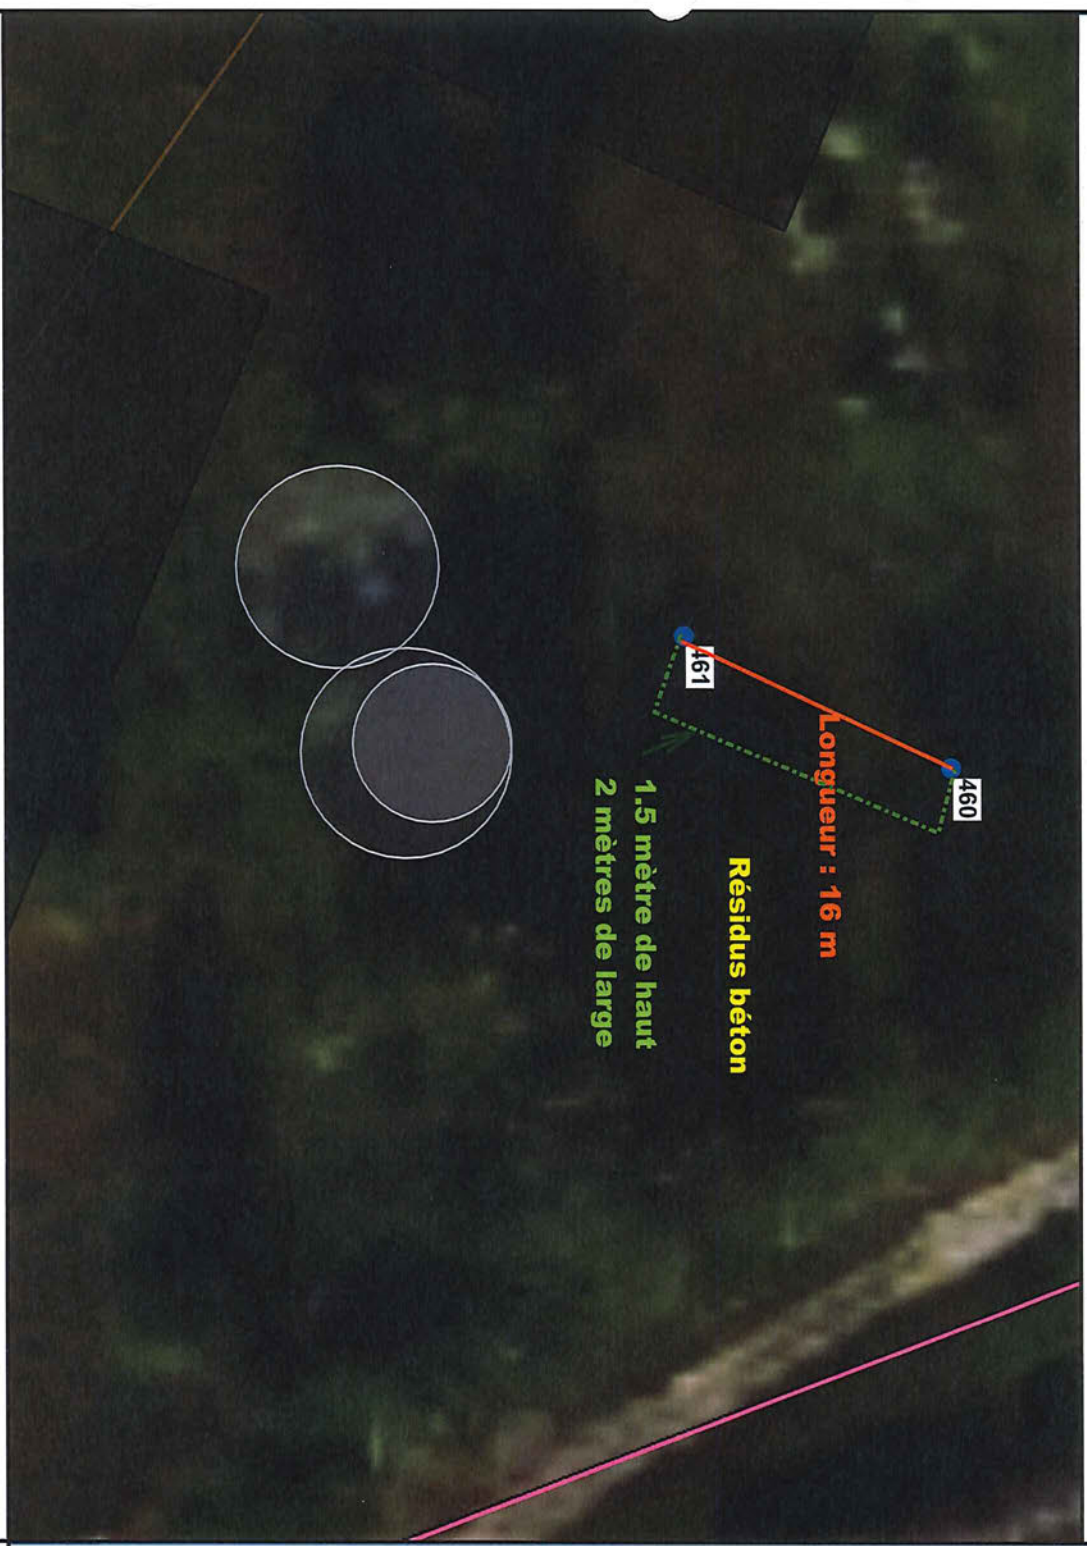 460
Longueur : 16 m
Résidus béton
461
1.5 mètre de haut
2 mètres de large